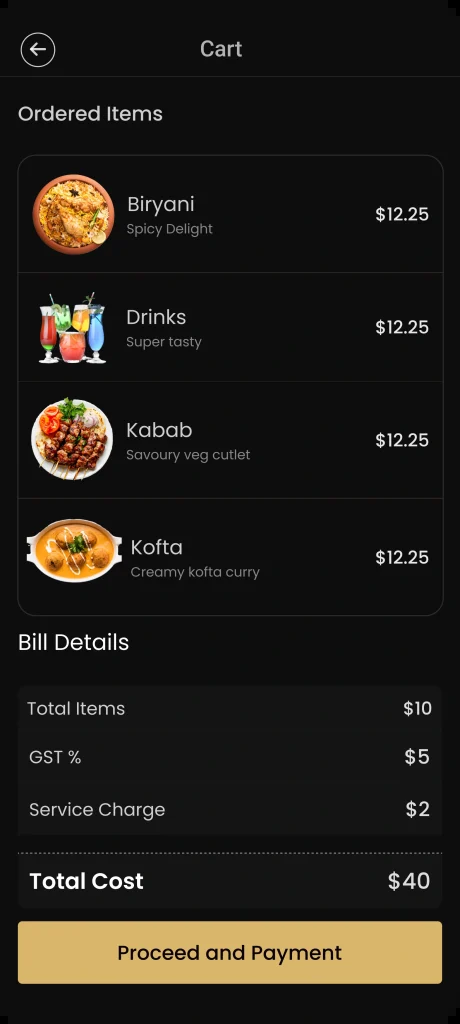 Cart
Ordered Items
Biryani
Spicy Delight
$12.25
Drinks
Super tasty
$12.25
Kabab
Savoury veg cutlet
$12.25
Kofta
Creamy kofta curry
$12.25
Bill Details
Total Items $10
GST % $5
Service Charge $2
Total Cost $40
Proceed and Payment